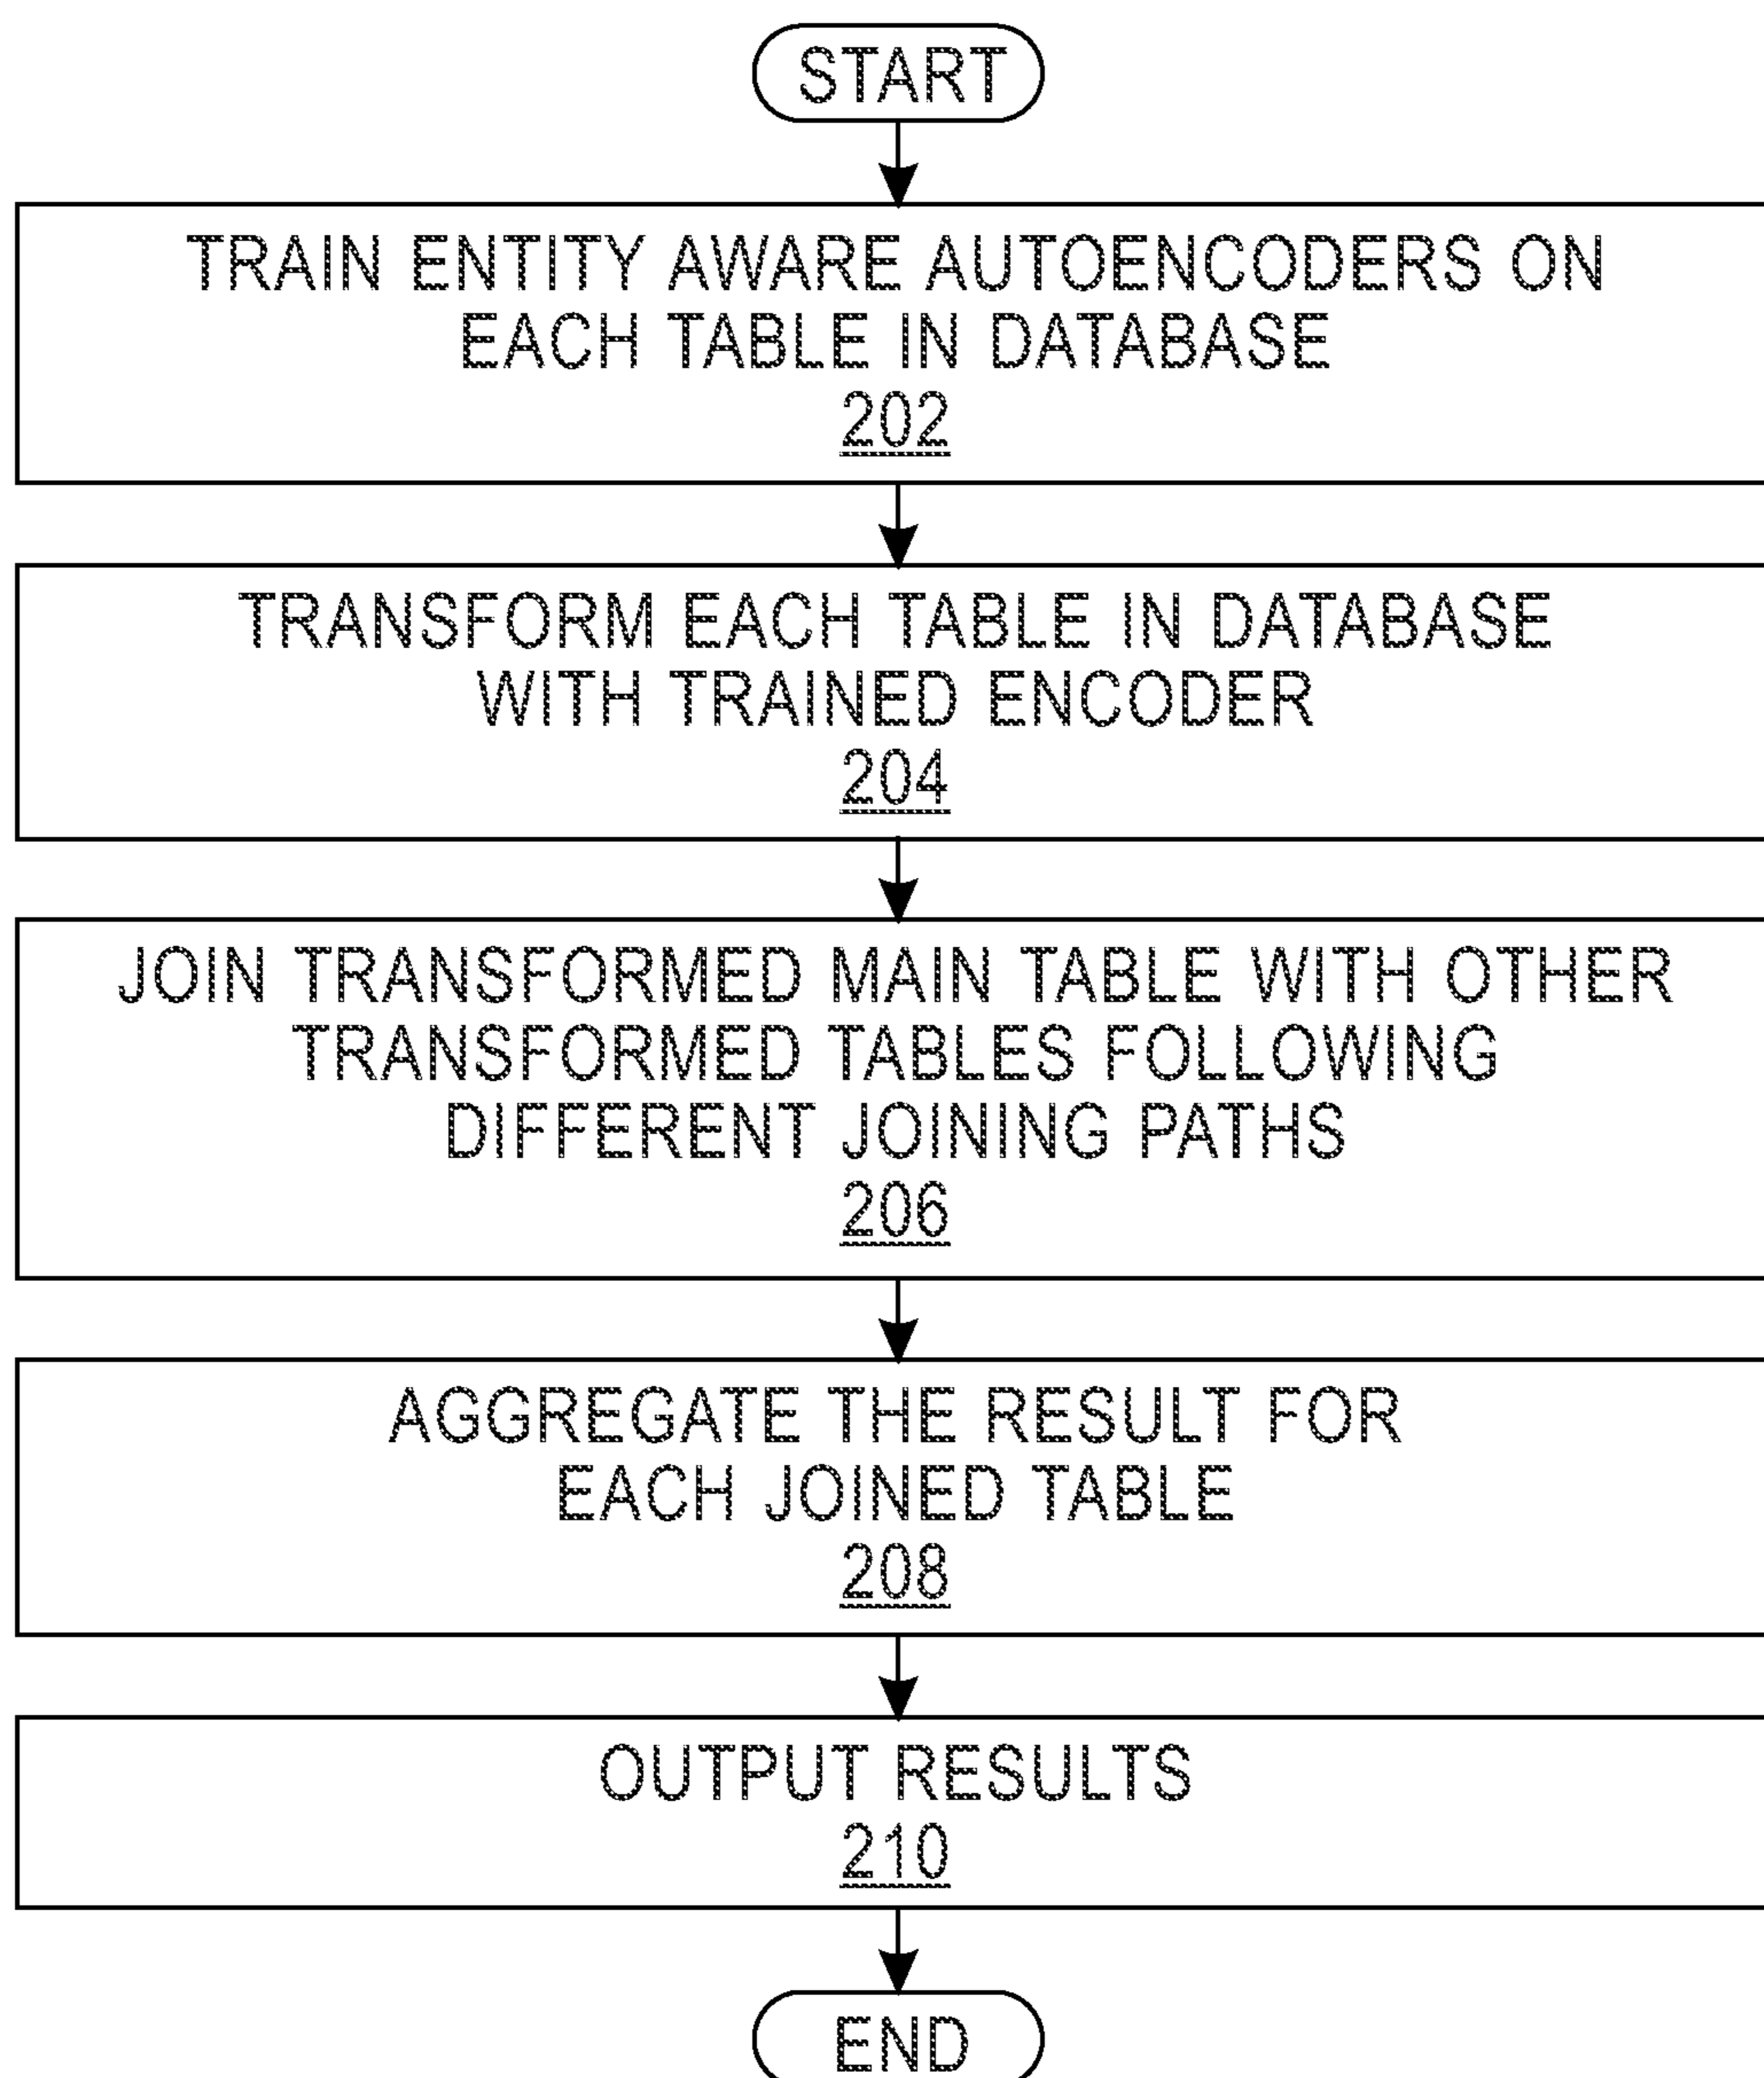 START
TRAIN ENTITY AWARE AUTOENCODERS ON
EACH TABLE IN DATABASE
202
TRANSFORM EACH TABLE IN DATABASE
WITH TRAINED ENCODER
204
JOIN TRANSFORMED MAIN TABLE WITH OTHER
TRANSFORMED TABLES FOLLOWING
DIFFERENT JOINING PATHS
206
AGGREGATE THE RESULT FOR
EACH JOINED TABLE
208
OUTPUT RESULTS
210
END